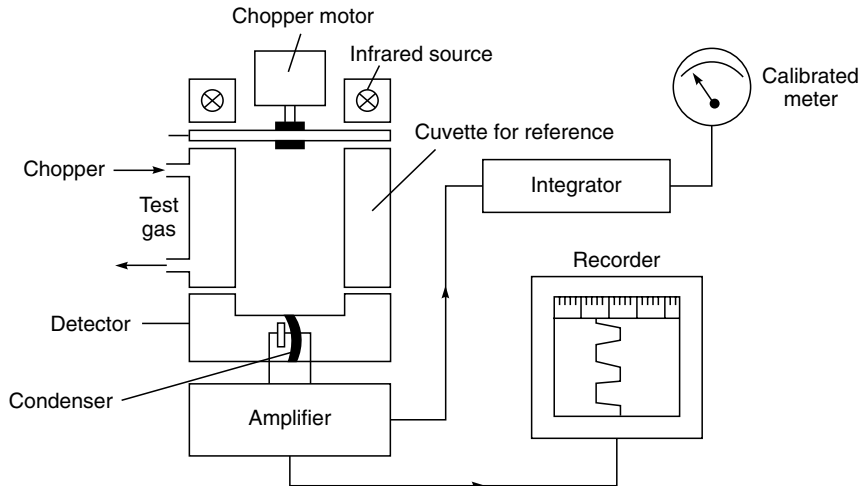 Chopper motor
Infrared source
Calibrated
meter
Cuvette for reference
Chopper
Integrator
Test
gas
Recorder
Detector
Condenser
Amplifier